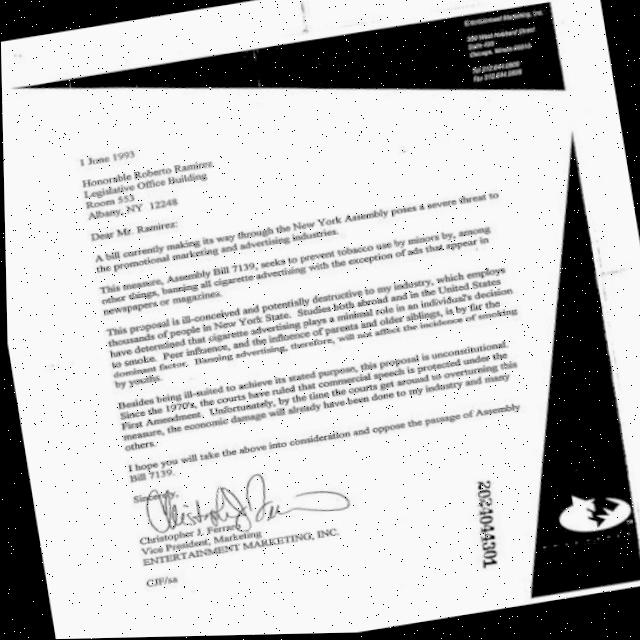 1 June 1993
Honorable Roberto Ramirez
Legislative Office Building
Room 553
Albany, NY 12248
Dear Mr. Ramirez:
A bill currently making its way through the New York Assembly poses a severe threat to
the promotional marketing and advertising industries.
This measure, Assembly Bill 7139, seeks to prevent tobacco use by minors by, among
other things, banning all cigarette advertising with the exception of ads that appear in
newspapers or magazines.
This proposal is ill-conceived and potentially destructive to my industry, which employs
thousands of people in New York State. Studies both abroad and in the United States
have determined that cigarette advertising plays a minimal role in an individual's decision
to smoke. Peer influence, and the influence of parents and older siblings, is by far the
dominant factor. Banning advertising, therefore, will not affect the incidence of smoking
by youths.
Besides being ill-suited to achieve its stated purpose, this proposal is unconstitutional.
Since the 1970's, the courts have ruled that commercial speech is protected under the
First Amendment. Unfortunately, by the time the courts get around to overturning this
measure, the economic damage will already have been done to my industry and many
others.
I hope you will take the above into consideration and oppose the passage of Assembly
Bill 7139.
Sincerely,
Christopher J.
Vice President, Marketing
ENTERTAINMENT MARKETING, INC.
CJF/sa